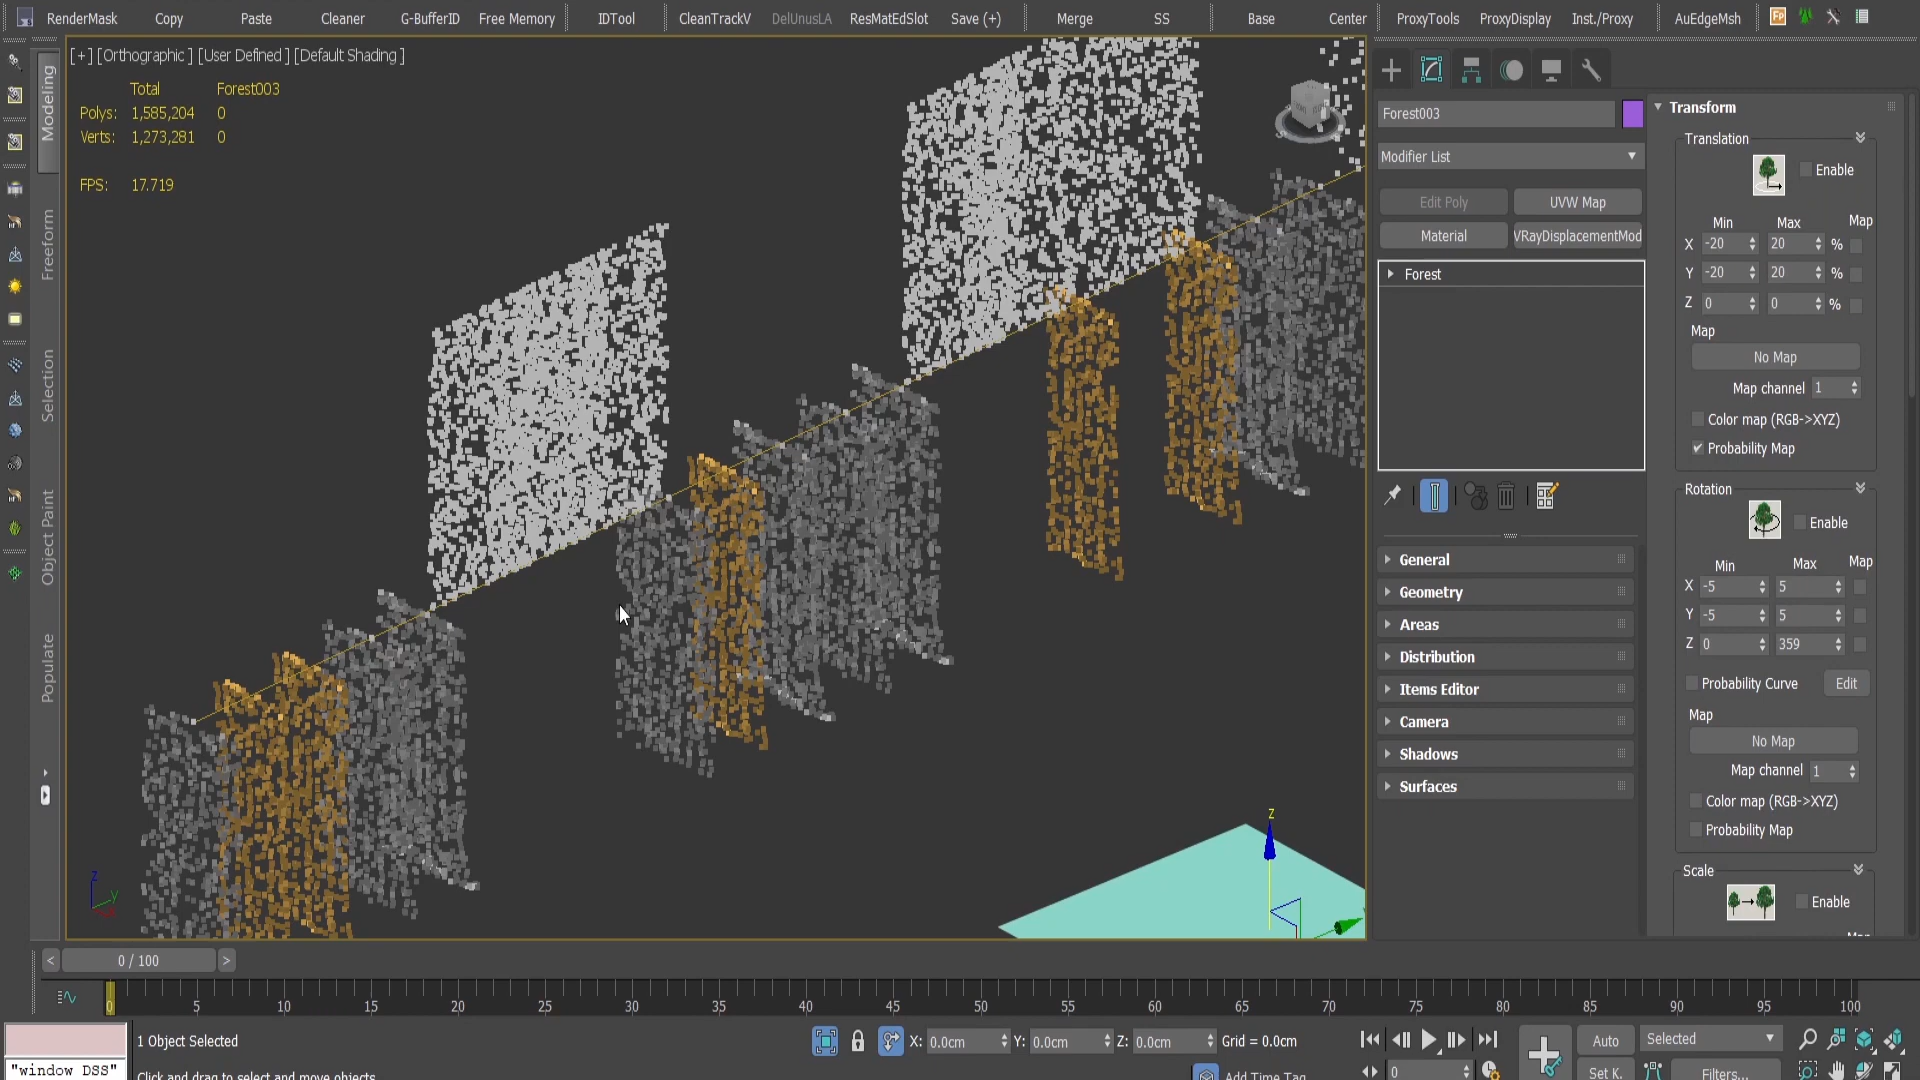 RenderMask Copy Paste Cleaner G-BufferID Free Memory IDTool CleanTrackV DelUnusLA ResMatEdSlot Save (+) Merge SS Base Center ProxyTools ProxyDisplay Inst./Proxy AuEdgeMsh
[+] [Orthographic ] [User Defined ] [Default Shading ]
Total Forest003
Polys: 1,585,204 0
Verts: 1,273,281 0
FPS: 17.719
Modeling
Freeform
Selection
Object Paint
Populate
Forest003
Modifier List
Edit Poly UVW Map
Material VRayDisplacementMod
Forest
General
Geometry
Areas
Distribution
Items Editor
Camera
Shadows
Surfaces
Transform
Translation
Enable
Min Max Map
X -20 20 %
Y -20 20 %
Z 0 0 %
Map
No Map
Map channel 1
Color map (RGB->XYZ)
Probability Map
Rotation
Enable
Min Max Map
X -5 5
Y -5 5
Z 0 359
Probability Curve Edit
Map
No Map
Map channel 1
Color map (RGB->XYZ)
Probability Map
Scale
Enable
z
z
y
< 0 / 100 >
0 5 10 15 20 25 30 35 40 45 50 55 60 65 70 75 80 85 90 95 100
1 Object Selected X: 0.0cm Y: 0.0cm Z: 0.0cm Grid = 0.0cm Auto Selected
"window DSS" Click and drag to select and move objects Add Time Tag 0 Set K. Filters...